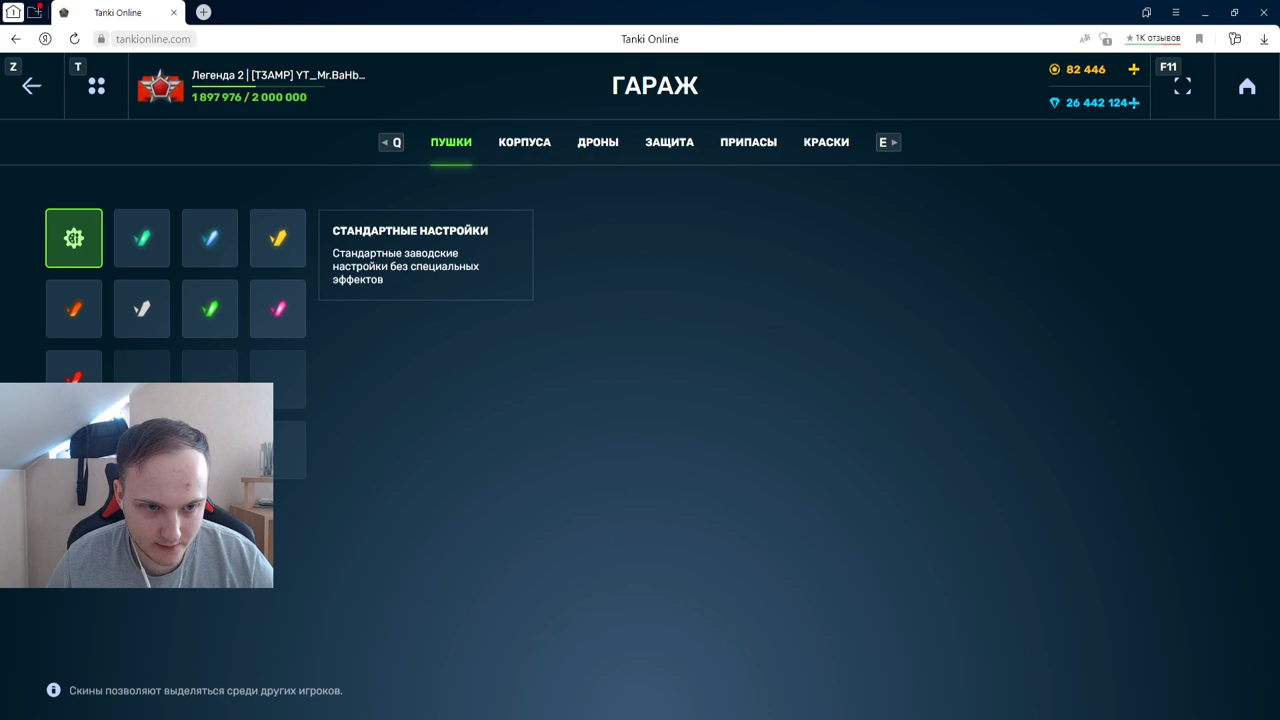 Tanki Online
tankionline.com
Tanki Online
1K отзывов
Z
T
Легенда 2 | [T3AMP] YT_Mr.BaHb...
1 897 976 / 2 000 000
ГАРАЖ
82 446
26 442 124
F11
Q
ПУШКИ
КОРПУСА
ДРОНЫ
ЗАЩИТА
ПРИПАСЫ
КРАСКИ
E
СТАНДАРТНЫЕ НАСТРОЙКИ
Стандартные заводские
настройки без специальных
эффектов
Скины позволяют выделяться среди других игроков.